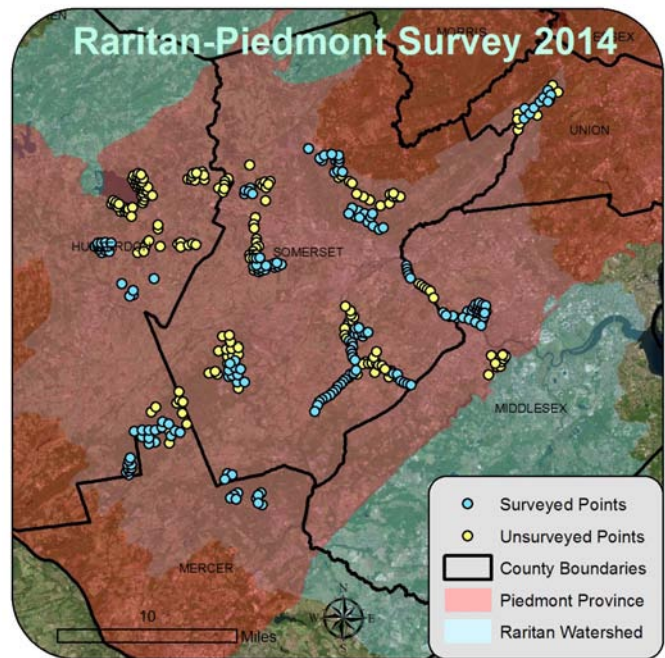 Raritan-Piedmont Survey 2014
MORRIS
UNION
SOMERSET
MIDDLESEX
MERCER
N
W E
S
10
Miles
Surveyed Points
Unsurveyed Points
County Boundaries
Piedmont Province
Raritan Watershed